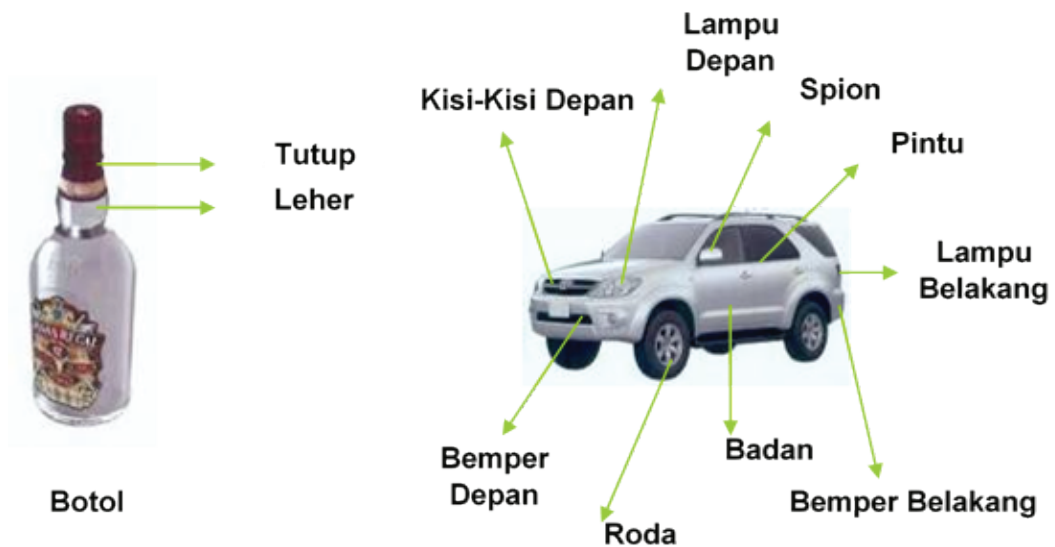 Lampu
Depan
Kisi-Kisi Depan
Spion
Pintu
Tutup
Leher
Lampu
Belakang
Bemper
Depan
Badan
Botol
Bemper Belakang
Roda